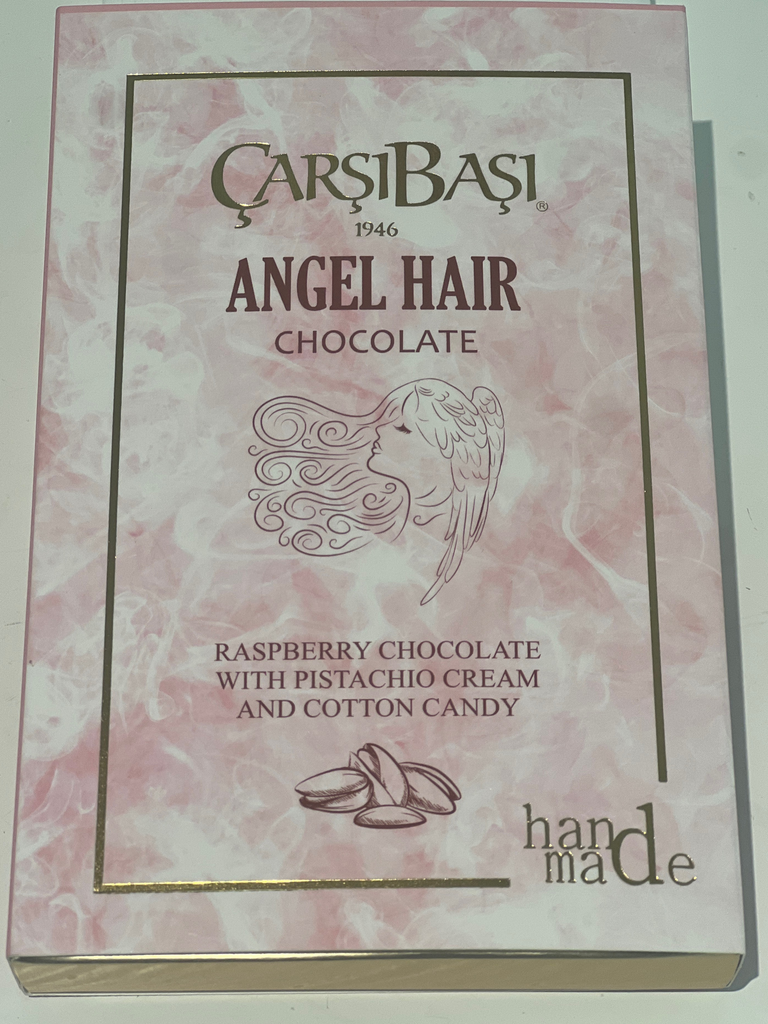 ÇARŞIBAŞI®
1946
ANGEL HAIR
CHOCOLATE
RASPBERRY CHOCOLATE
WITH PISTACHIO CREAM
AND COTTON CANDY
hand
made